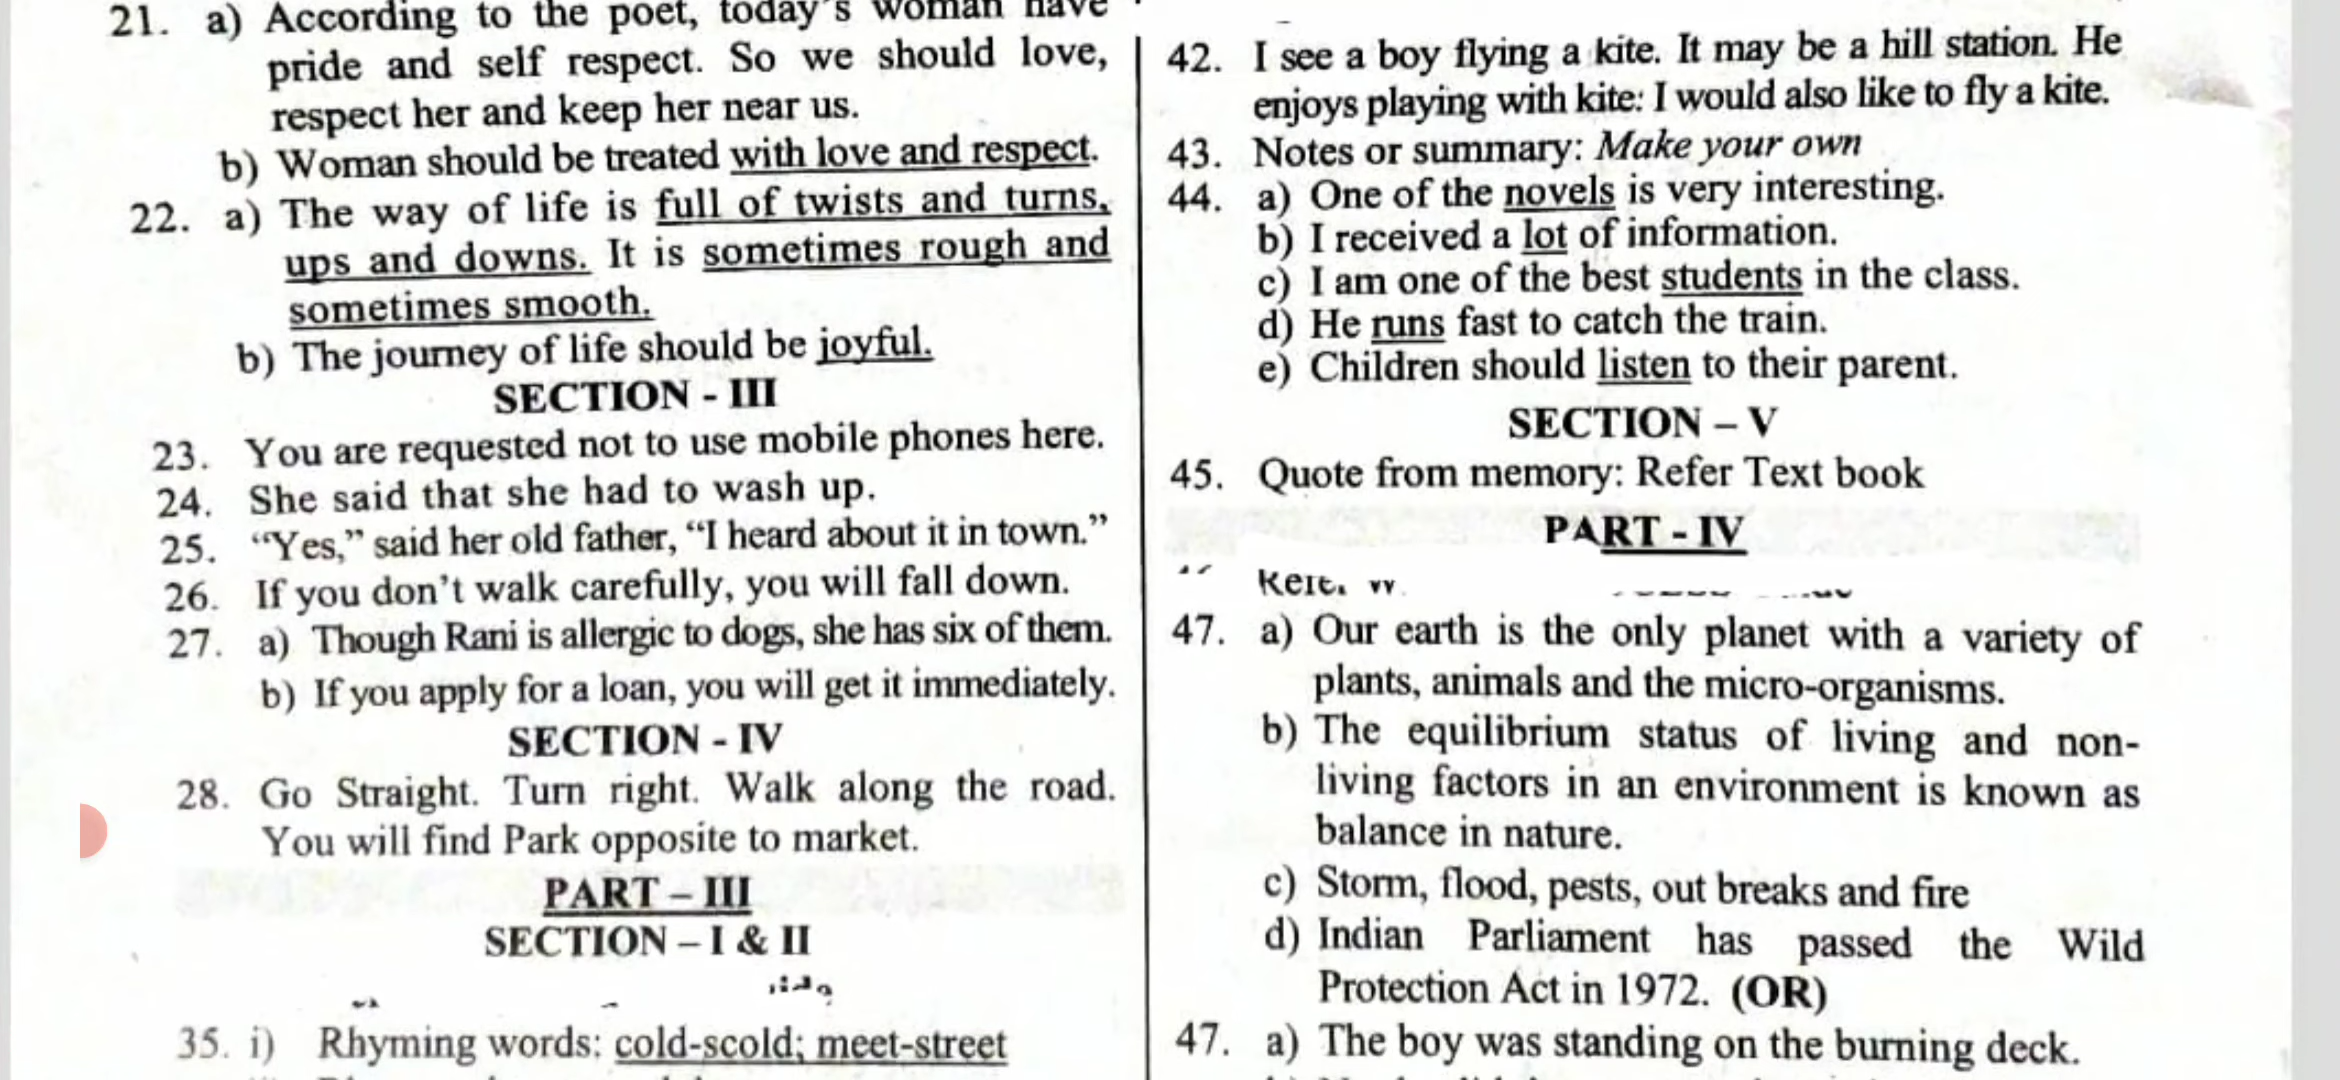 21. a) According to the poet, today's woman have
pride and self respect. So we should love,
respect her and keep her near us.
b) Woman should be treated with love and respect.
22. a) The way of life is full of twists and turns,
ups and downs. It is sometimes rough and
sometimes smooth.
b) The journey of life should be joyful.
SECTION - III
23. You are requested not to use mobile phones here.
24. She said that she had to wash up.
25. “Yes,” said her old father, “I heard about it in town.”
26. If you don't walk carefully, you will fall down.
27. a) Though Rani is allergic to dogs, she has six of them.
b) If you apply for a loan, you will get it immediately.
SECTION - IV
28. Go Straight. Turn right. Walk along the road.
You will find Park opposite to market.
PART – III
SECTION – I & II
35. i) Rhyming words: cold-scold; meet-street
42. I see a boy flying a kite. It may be a hill station. He
enjoys playing with kite: I would also like to fly a kite.
43. Notes or summary: Make your own
44. a) One of the novels is very interesting.
b) I received a lot of information.
c) I am one of the best students in the class.
d) He runs fast to catch the train.
e) Children should listen to their parent.
SECTION – V
45. Quote from memory: Refer Text book
PART - IV
47. a) Our earth is the only planet with a variety of
plants, animals and the micro-organisms.
b) The equilibrium status of living and non-
living factors in an environment is known as
balance in nature.
c) Storm, flood, pests, out breaks and fire
d) Indian Parliament has passed the Wild
Protection Act in 1972. (OR)
47. a) The boy was standing on the burning deck.